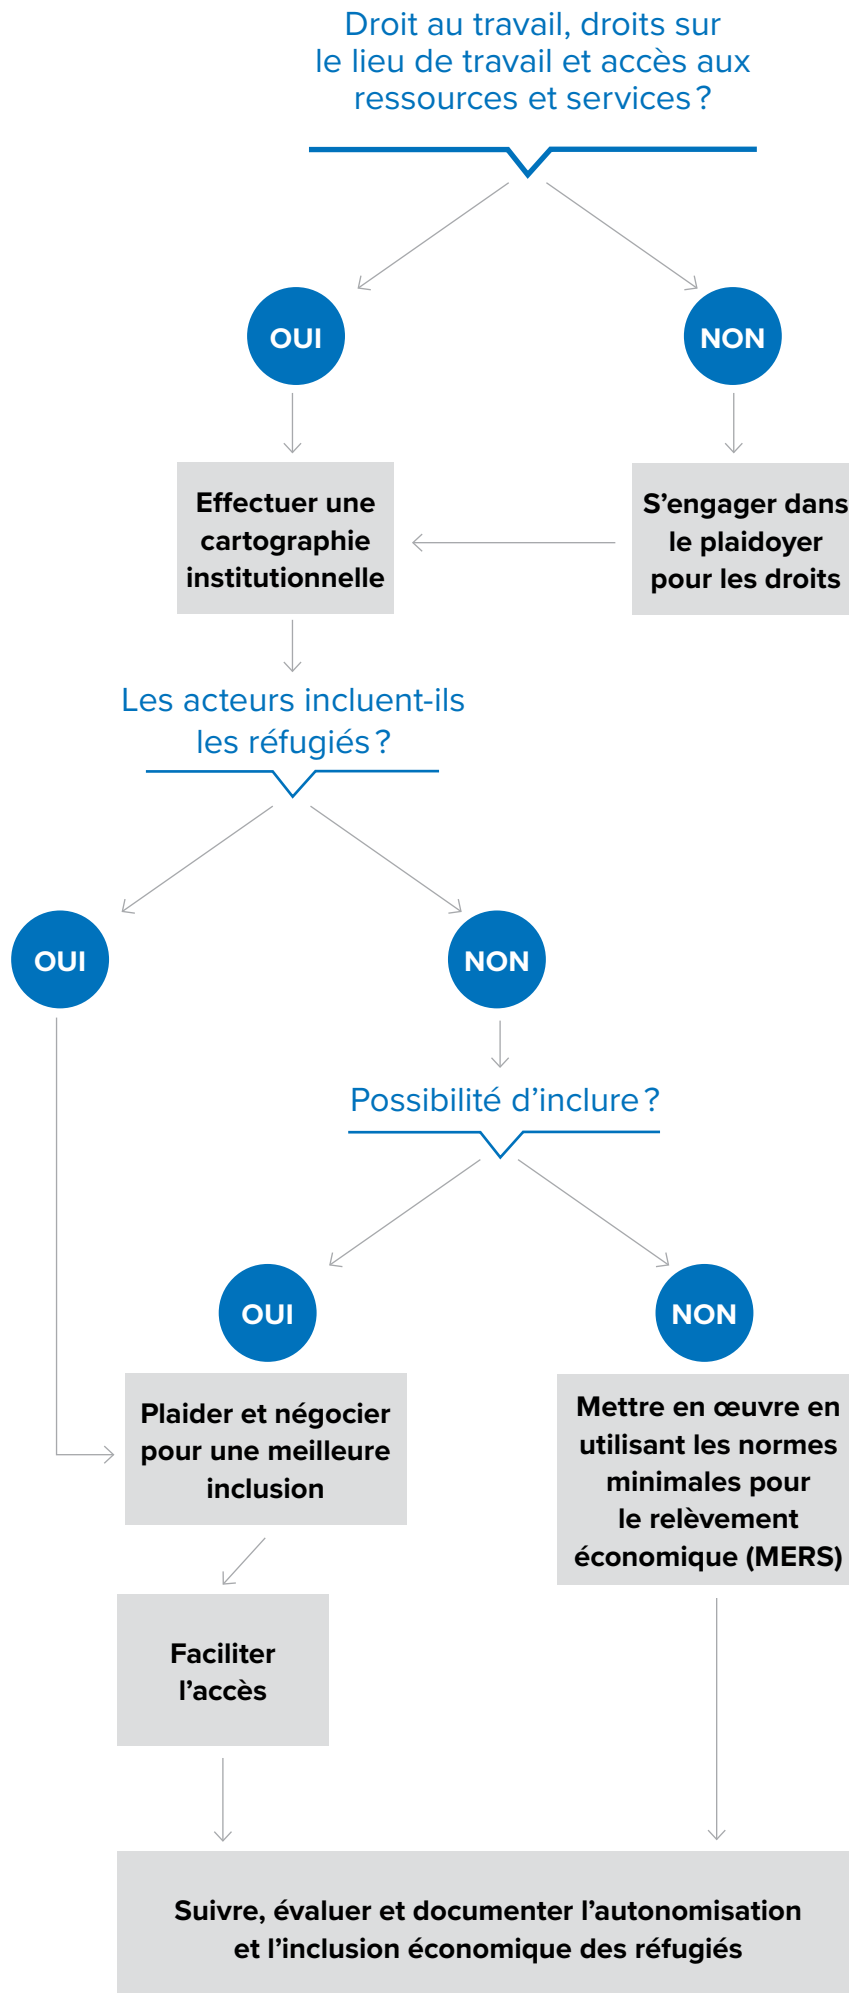 Droit au travail, droits sur
le lieu de travail et accès aux
ressources et services ?
OUI
NON
Effectuer une
cartographie
institutionnelle
S’engager dans
le plaidoyer
pour les droits
Les acteurs incluent-ils
les réfugiés ?
OUI
NON
Possibilité d’inclure ?
OUI
NON
Plaider et négocier
pour une meilleure
inclusion
Mettre en œuvre en
utilisant les normes
minimales pour
le relèvement
économique (MERS)
Faciliter
l’accès
Suivre, évaluer et documenter l’autonomisation
et l’inclusion économique des réfugiés